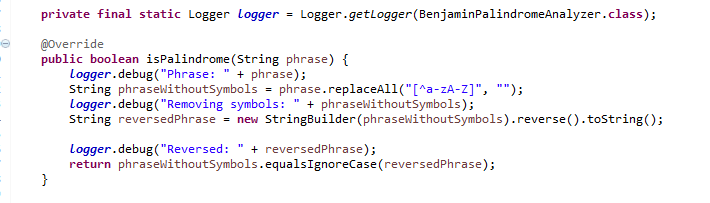 private final static Logger logger = Logger.getLogger(BenjaminPalindromeAnalyzer.class);
@Override
public boolean isPalindrome(String phrase) {
logger.debug("Phrase: " + phrase);
String phraseWithoutSymbols = phrase.replaceAll("[^a-zA-Z]", "");
logger.debug("Removing symbols: " + phraseWithoutSymbols);
String reversedPhrase = new StringBuilder(phraseWithoutSymbols).reverse().toString();
logger.debug("Reversed: " + reversedPhrase);
return phraseWithoutSymbols.equalsIgnoreCase(reversedPhrase);
}